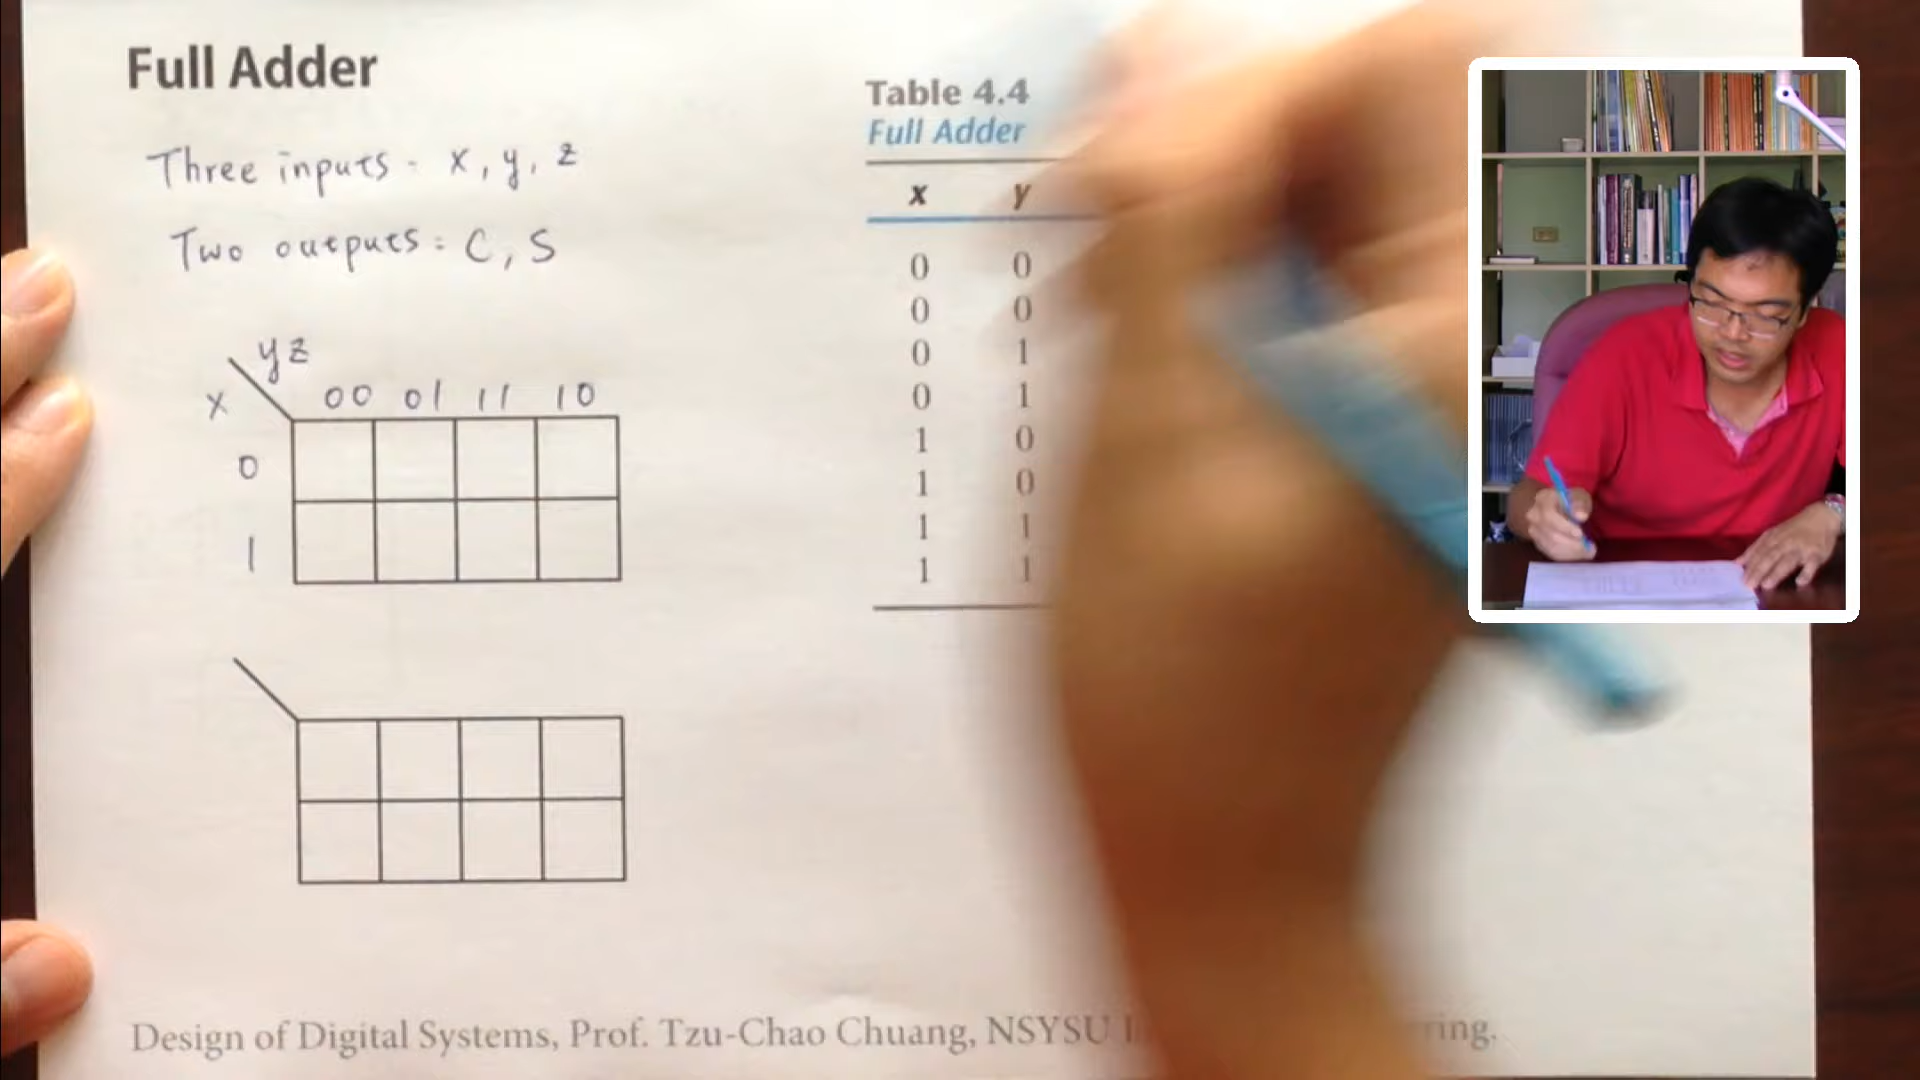 Full Adder
Three inputs: x, y, z
Two outputs: C, S
yz
x 00 01 11 10
0
1
Table 4.4
Full Adder
x y
0 0
0 0
0 1
0 1
1 0
1 0
1 1
1 1
Design of Digital Systems, Prof. Tzu-Chao Chuang, NSYSU